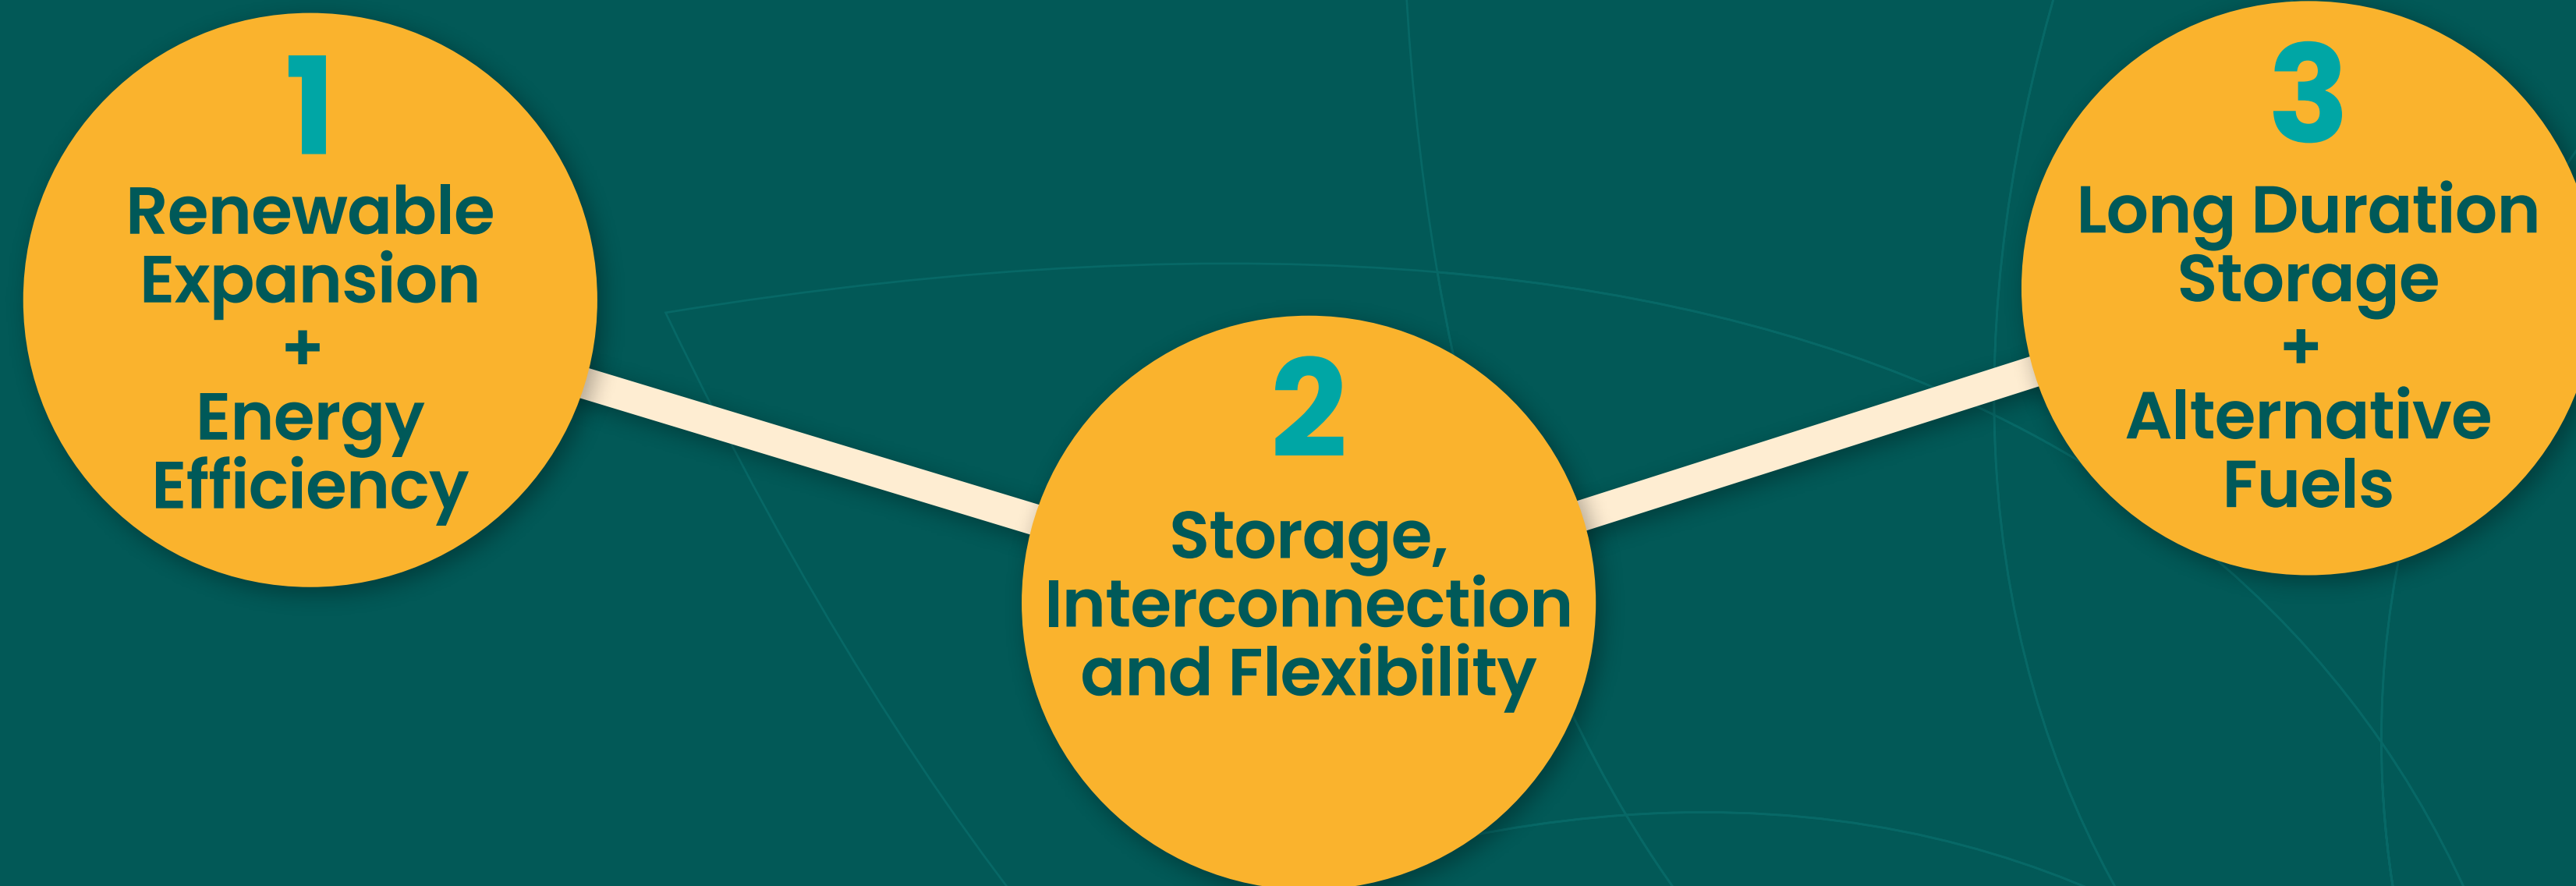 1
Renewable
Expansion
+
Energy
Efficiency
2
Storage,
Interconnection
and Flexibility
3
Long Duration
Storage
+
Alternative
Fuels